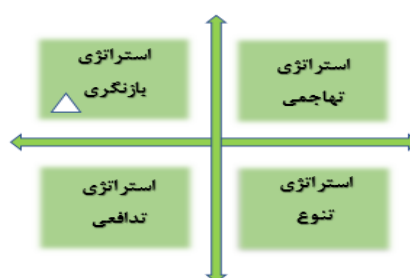 استراتژی
تهاجمی
استراتژی
بازنگری
استراتژی
تنوع
استراتژی
تدافعی